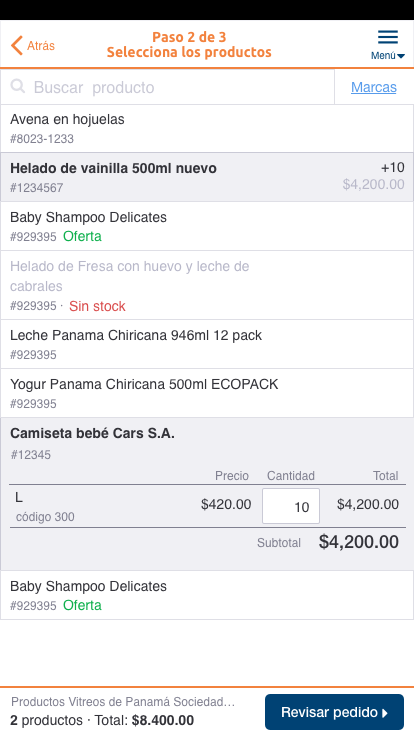 Atrás
Paso 2 de 3
Selecciona los productos
Menú
Buscar producto
Marcas
Avena en hojuelas
#8023-1233
Helado de vainilla 500ml nuevo
+10
#1234567
$4,200.00
Baby Shampoo Delicates
#929395 Oferta
Helado de Fresa con huevo y leche de
cabrales
#929395 · Sin stock
Leche Panama Chiricana 946ml 12 pack
#929395
Yogur Panama Chiricana 500ml ECOPACK
#929395
Camiseta bebé Cars S.A.
#12345
Precio Cantidad Total
L
$420.00 10 $4,200.00
código 300
Subtotal $4,200.00
Baby Shampoo Delicates
#929395 Oferta
Productos Vitreos de Panamá Sociedad…
2 productos · Total: $8.400.00
Revisar pedido